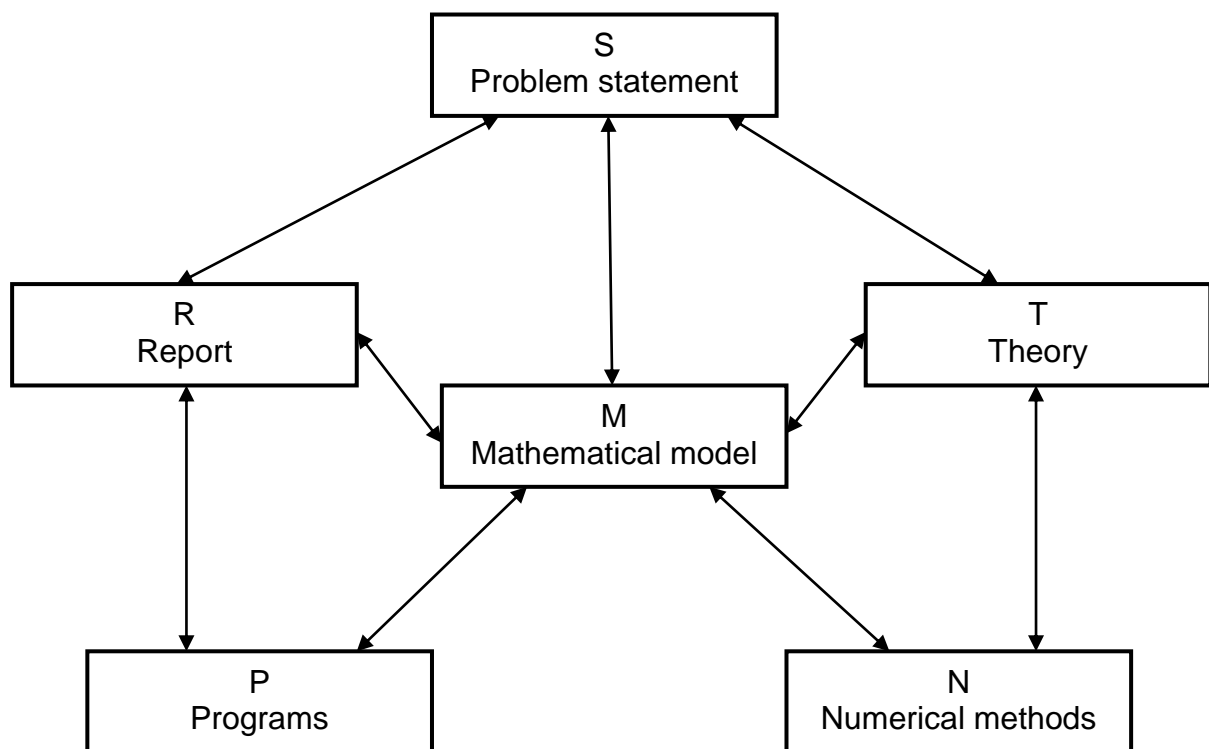 S
Problem statement
R
Report
T
Theory
M
Mathematical model
P
Programs
N
Numerical methods